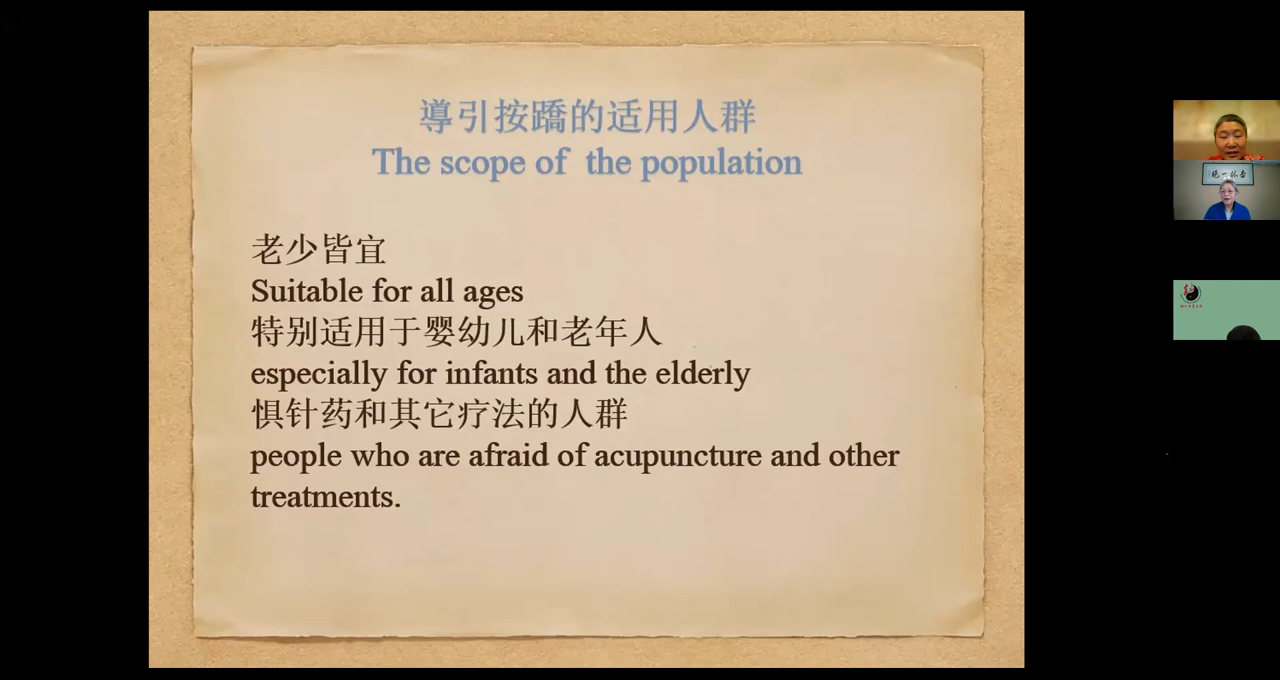 導引按蹻的适用人群
The scope of the population
老少皆宜
Suitable for all ages
特别适用于婴幼儿和老年人
especially for infants and the elderly
惧针药和其它疗法的人群
people who are afraid of acupuncture and other
treatments.